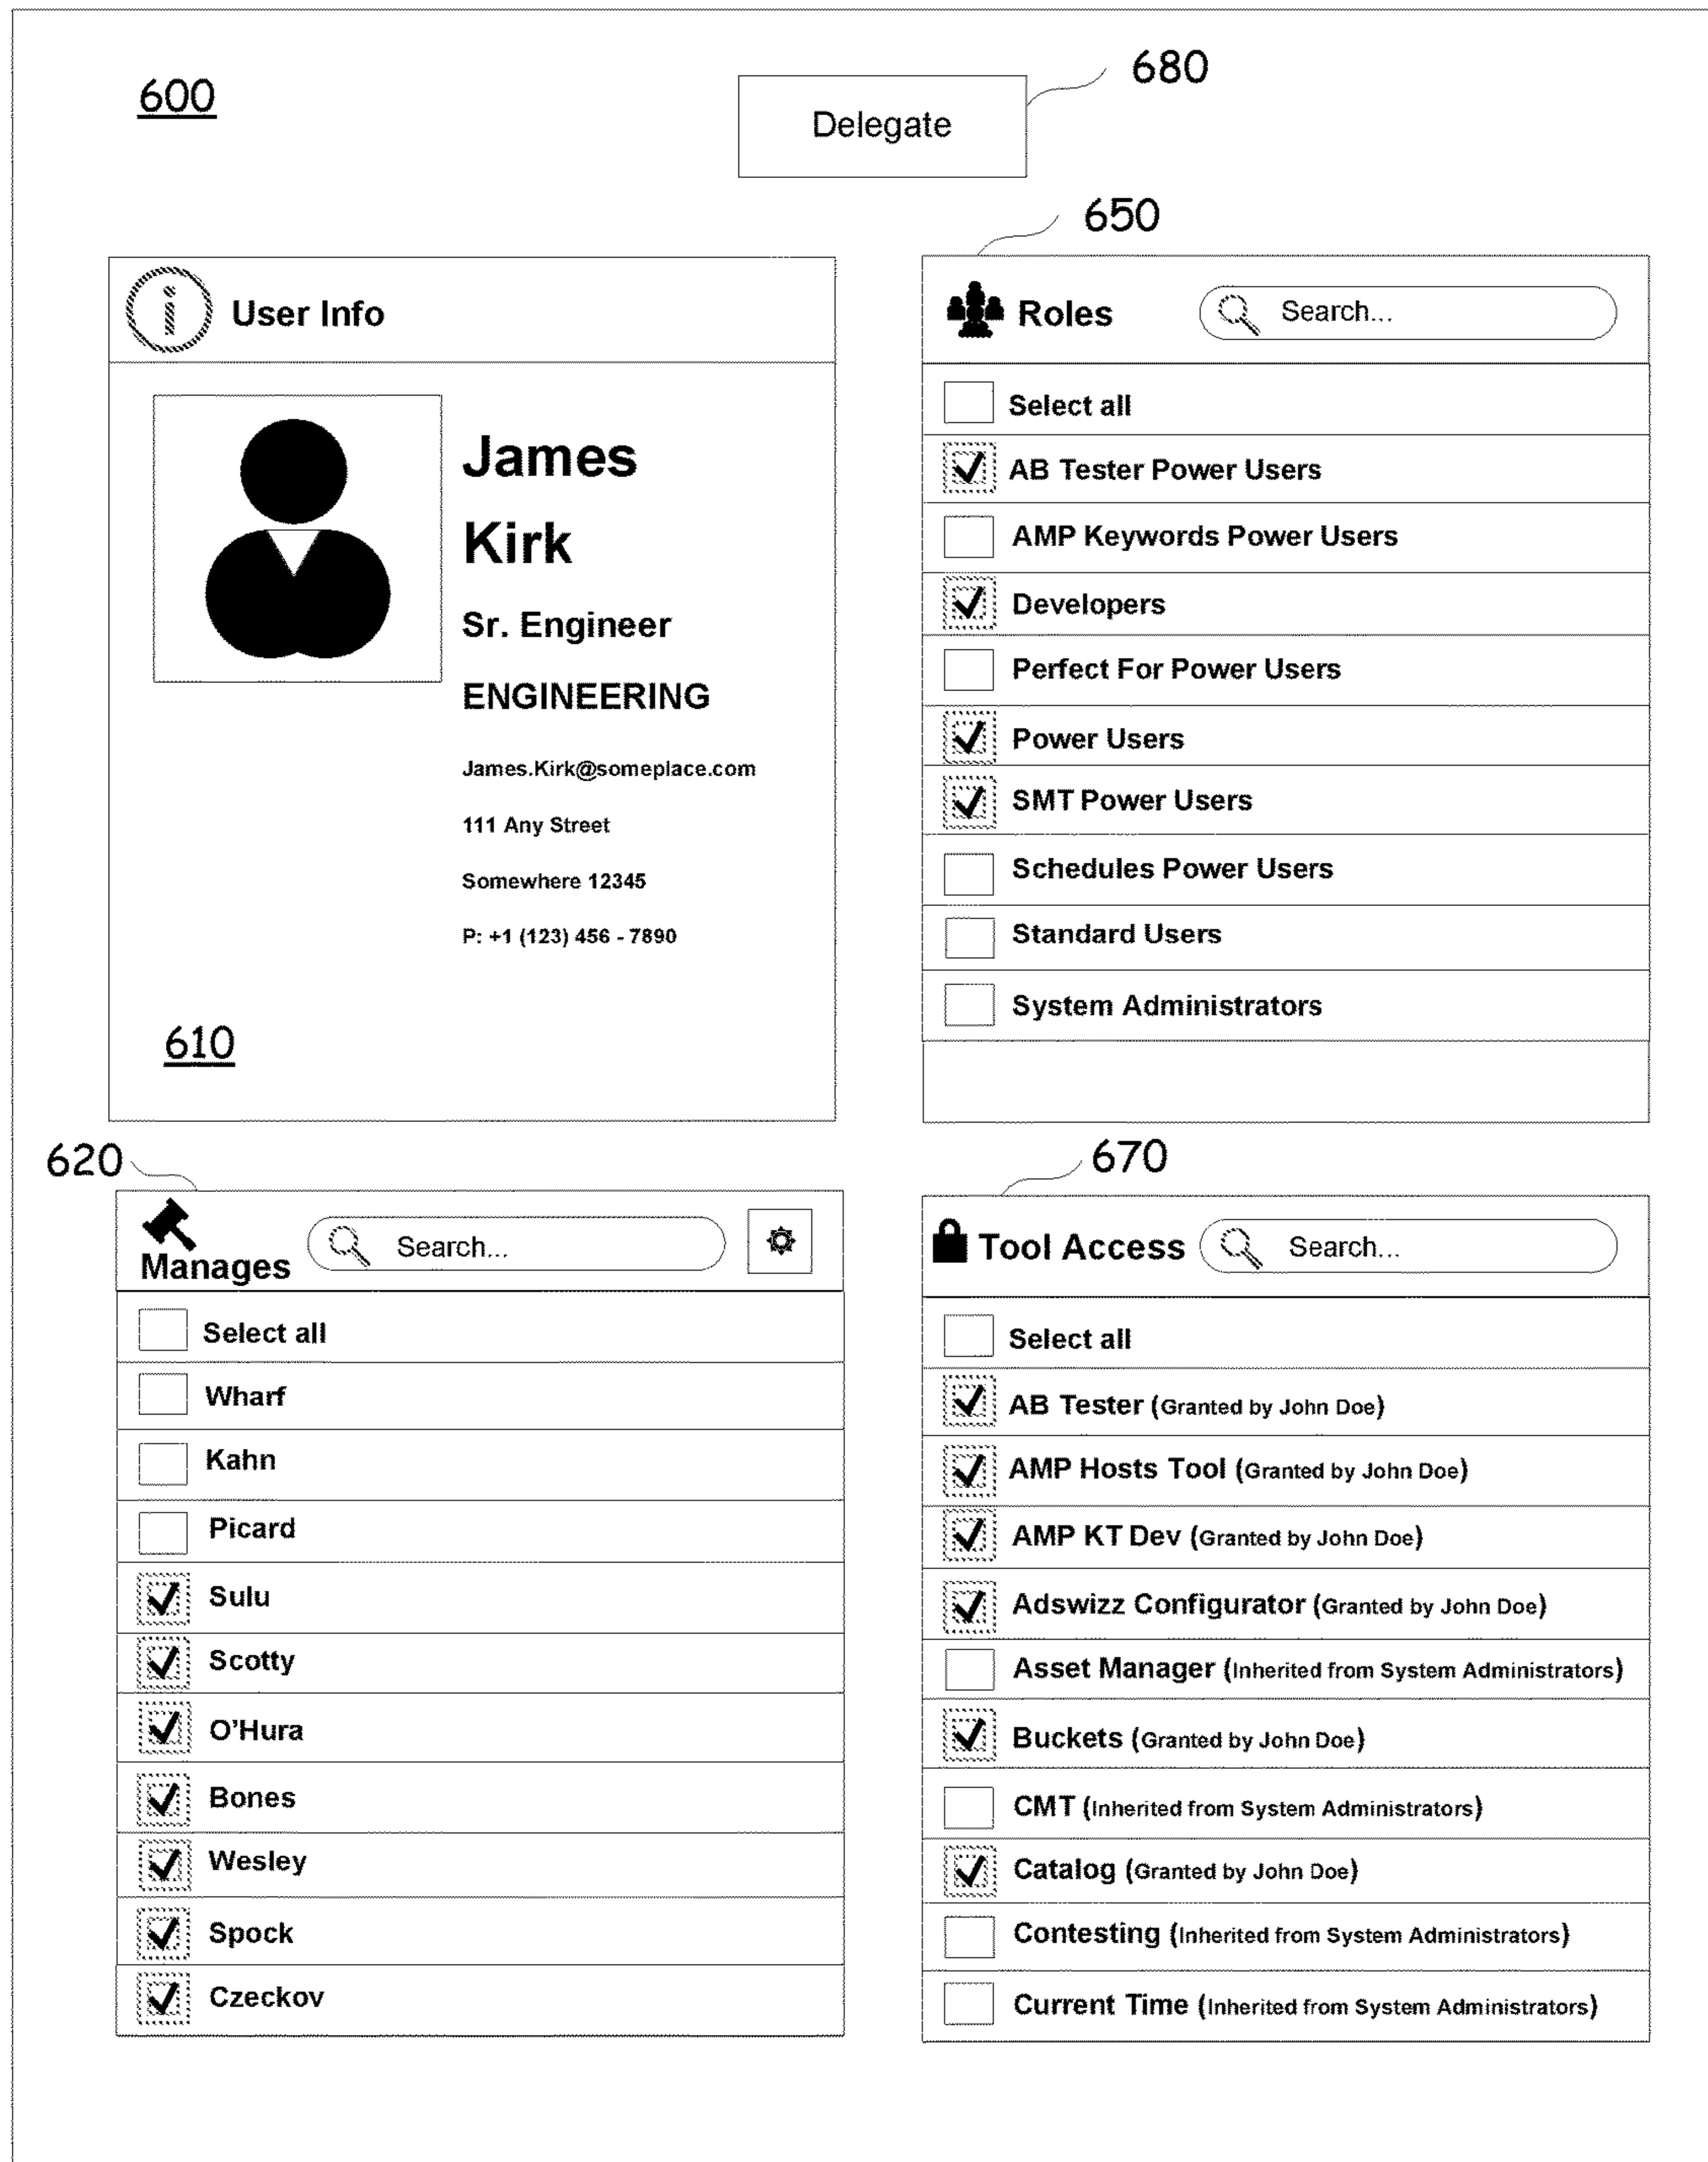 600
680
Delegate
650
User Info
James
Kirk
Sr. Engineer
ENGINEERING
James.Kirk@someplace.com
111 Any Street
Somewhere 12345
P: +1 (123) 456 - 7890
610
Roles
Search...
Select all
AB Tester Power Users
AMP Keywords Power Users
Developers
Perfect For Power Users
Power Users
SMT Power Users
Schedules Power Users
Standard Users
System Administrators
620
Manages
Search...
Select all
Wharf
Kahn
Picard
Sulu
Scotty
O'Hura
Bones
Wesley
Spock
Czeckov
670
Tool Access
Search...
Select all
AB Tester (Granted by John Doe)
AMP Hosts Tool (Granted by John Doe)
AMP KT Dev (Granted by John Doe)
Adswizz Configurator (Granted by John Doe)
Asset Manager (Inherited from System Administrators)
Buckets (Granted by John Doe)
CMT (Inherited from System Administrators)
Catalog (Granted by John Doe)
Contesting (Inherited from System Administrators)
Current Time (Inherited from System Administrators)